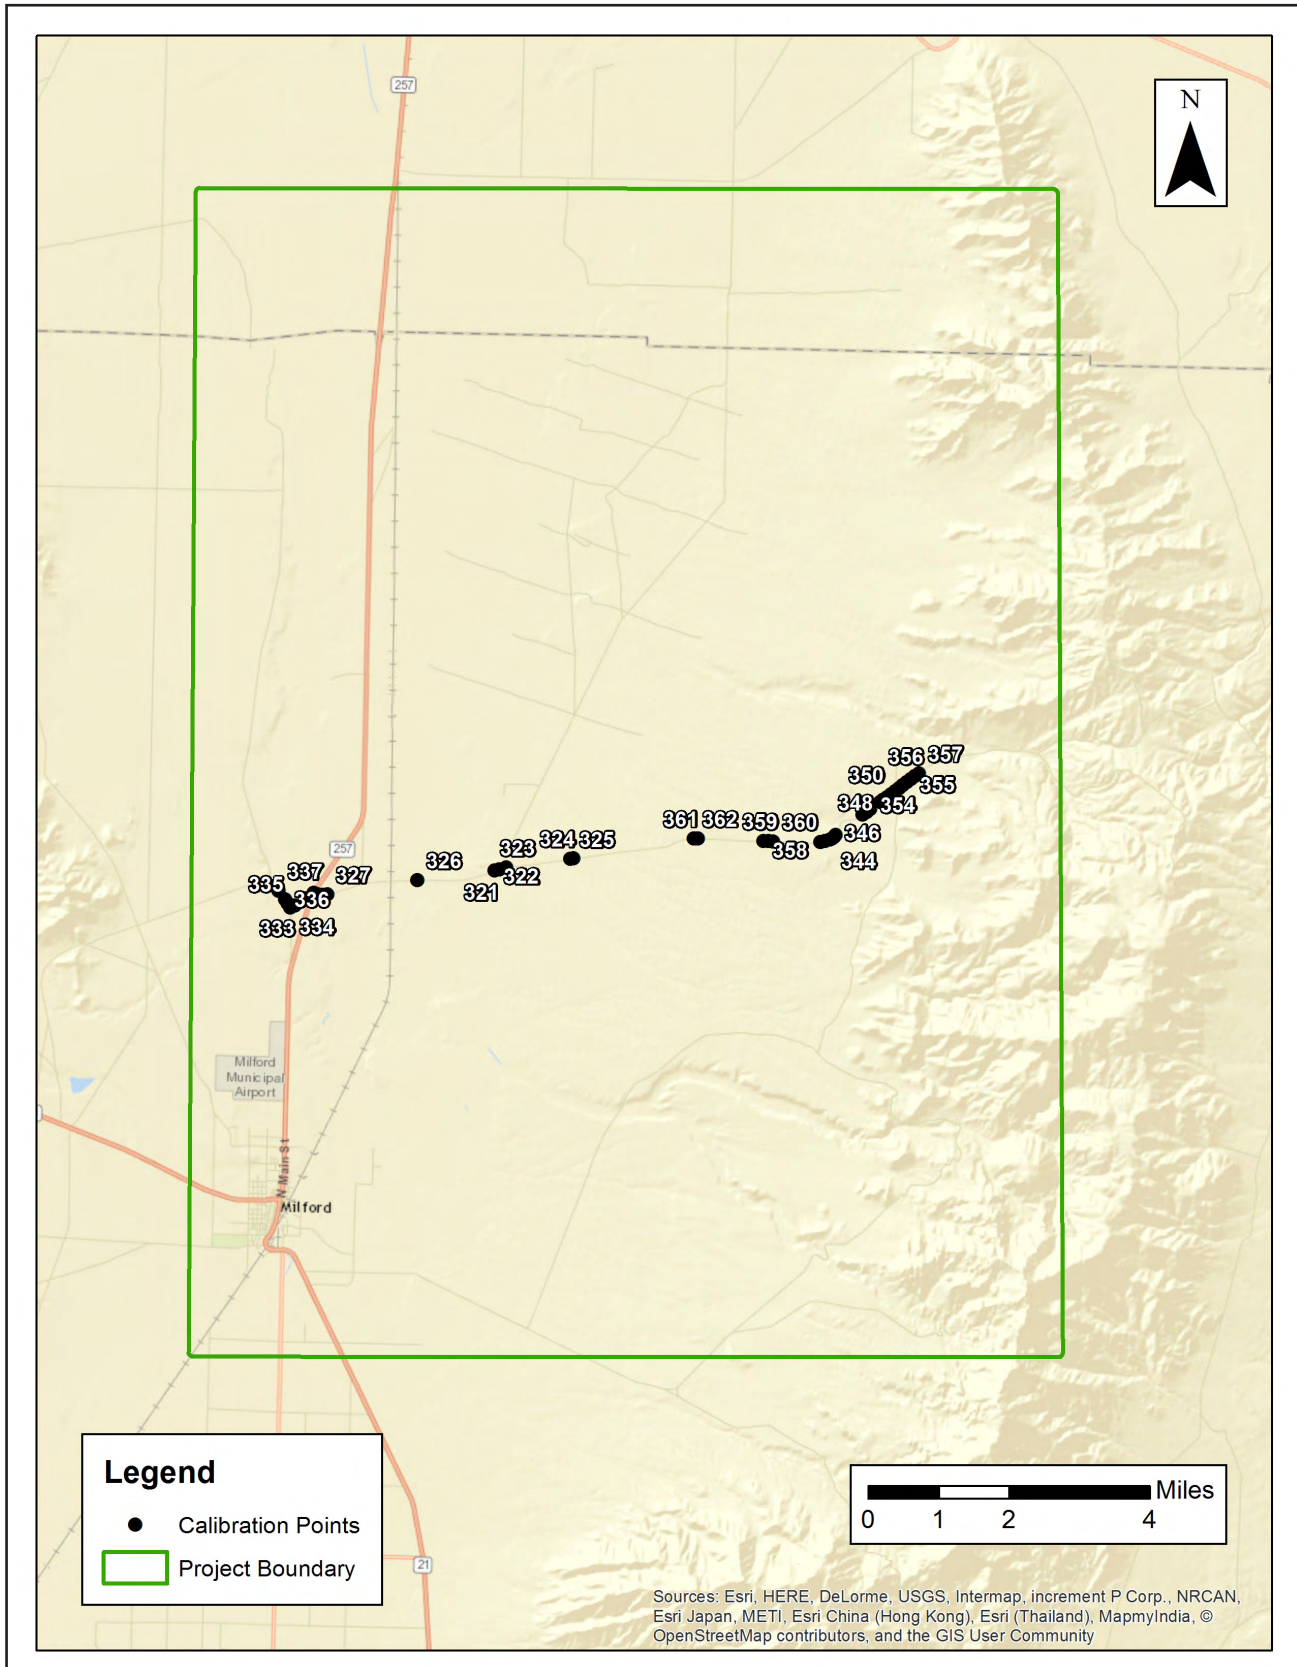 257
N
356 357
350
355
348 354
361 362 359 360
346
358
344
324 325
323
322
321
326
257
337 327
335
336
333 334
Milford
Municipal
Airport
N Main St
Milford
Legend
Calibration Points
Project Boundary
21
Miles
0 1 2 4
Sources: Esri, HERE, DeLorme, USGS, Intermap, increment P Corp., NRCAN,
Esri Japan, METI, Esri China (Hong Kong), Esri (Thailand), MapmyIndia, ©
OpenStreetMap contributors, and the GIS User Community